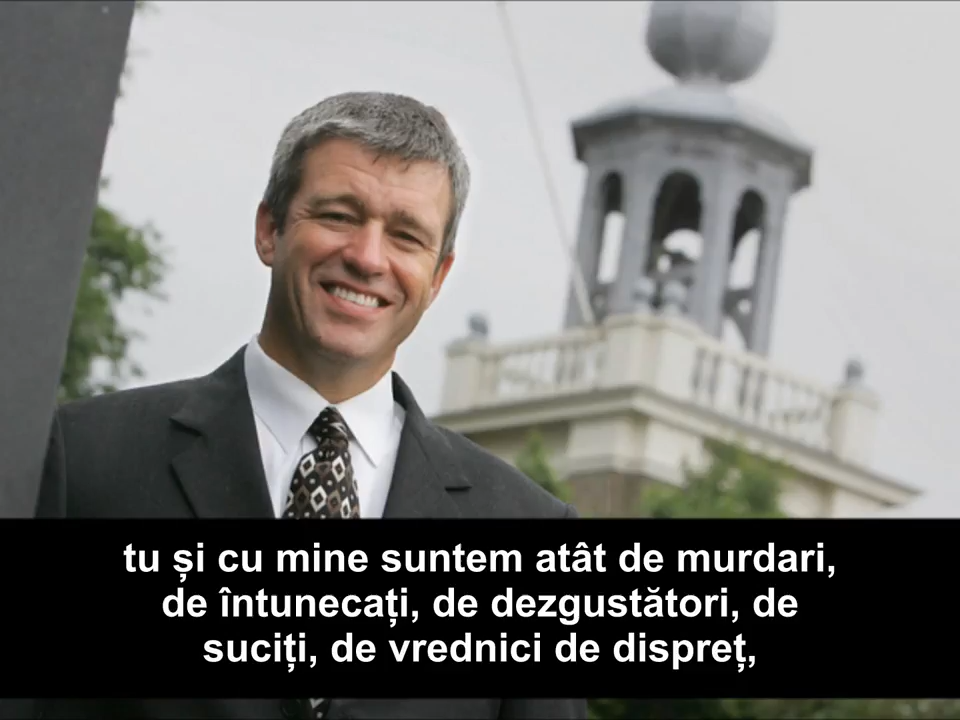 tu și cu mine suntem atât de murdari,
de întunecați, de dezgustători, de
suciți, de vrednici de dispreț,